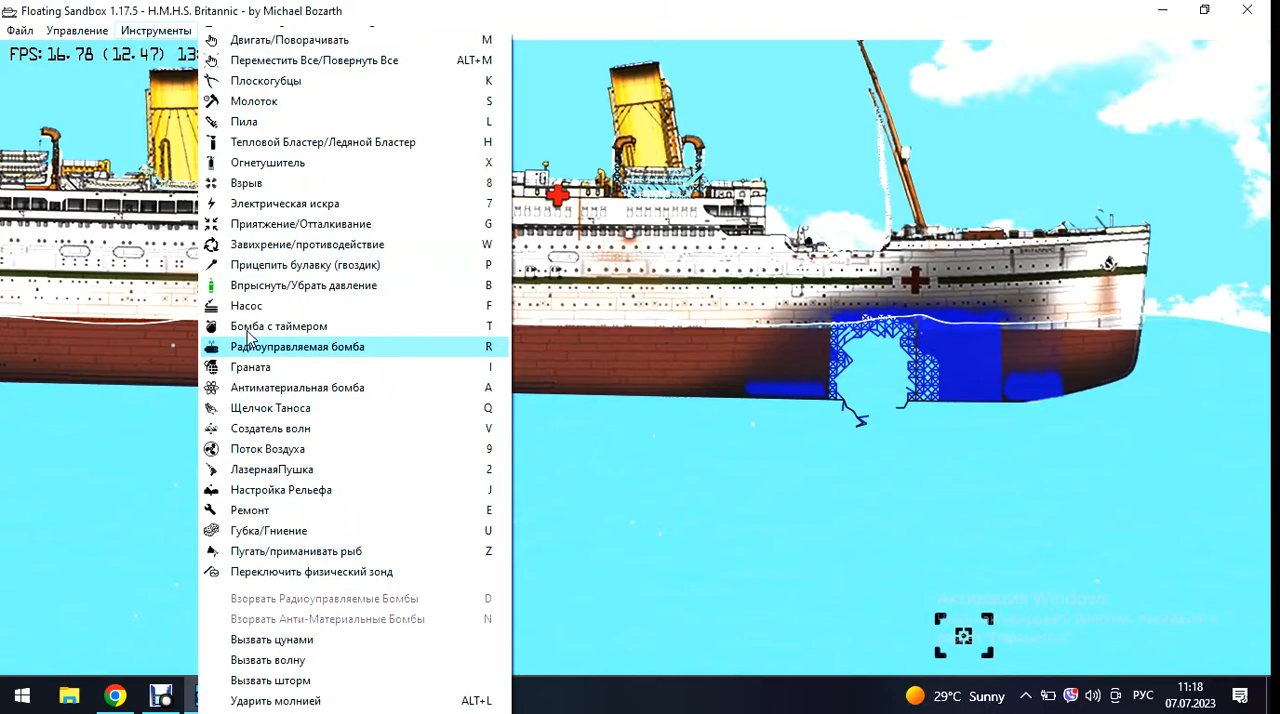 Floating Sandbox 1.17.5 - H.M.H.S. Britannic - by Michael Bozarth
Файл Управление Инструменты
FPS: 16.78 (12.47)
Двигать/Поворачивать M
Переместить Все/Повернуть Все ALT+M
Плоскогубцы K
Молоток S
Пила L
Тепловой Бластер/Ледяной Бластер H
Огнетушитель X
Взрыв 8
Электрическая искра 7
Приятжение/Отталкивание G
Завихрение/противодействие W
Прицепить булавку (гвоздик) P
Впрыснуть/Убрать давление B
Насос F
Бомба с таймером T
Радиоуправляемая бомба R
Граната I
Антиматериальная бомба A
Щелчок Таноса Q
Создатель волн V
Поток Воздуха 9
ЛазернаяПушка 2
Настройка Рельефа J
Ремонт E
Губка/Гниение U
Пугать/приманивать рыб Z
Переключить физический зонд
Взорвать Радиоуправляемые Бомбы D
Взорвать Анти-Материальные Бомбы N
Вызвать цунами
Вызвать волну
Вызвать шторм
Ударить молнией ALT+L
Активация Windows
29°C Sunny
РУС
11:18
07.07.2023